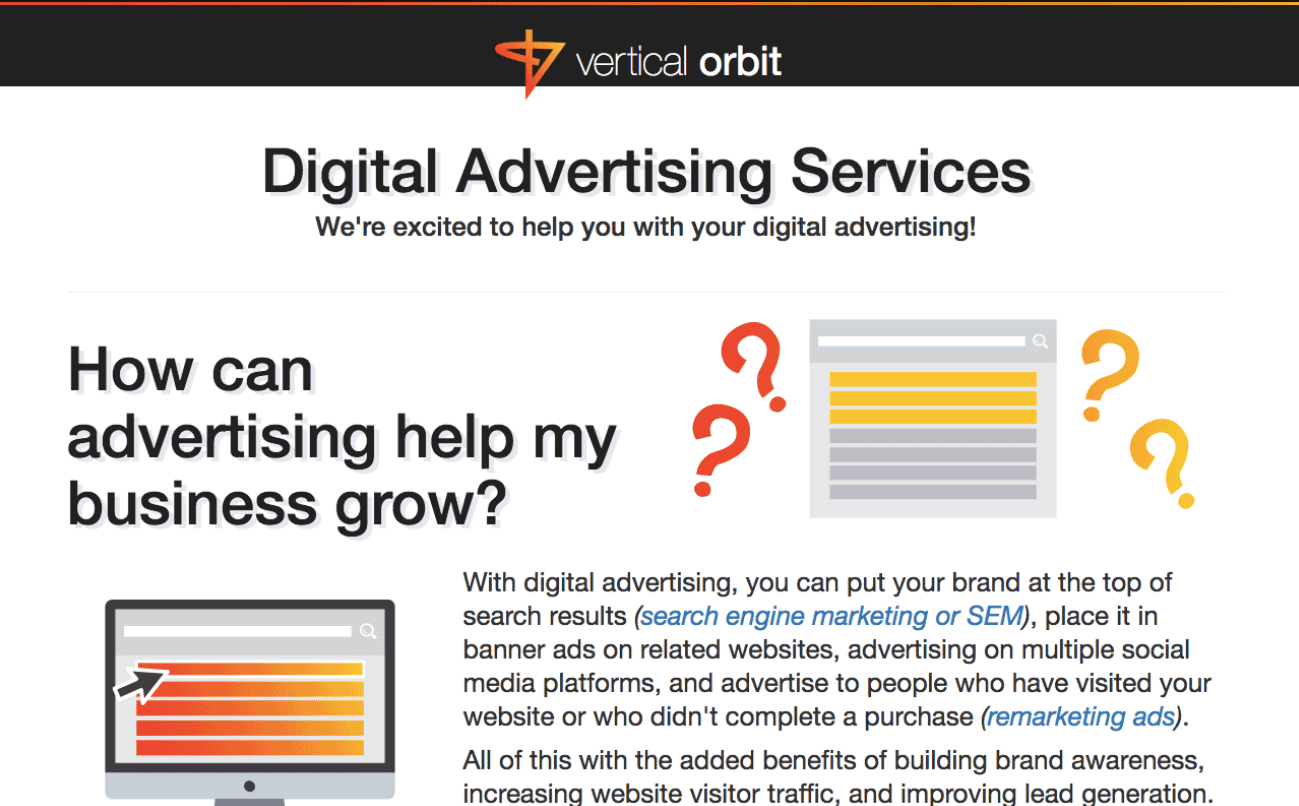 vertical orbit
Digital Advertising Services
We're excited to help you with your digital advertising!
How can
advertising help my
business grow?
With digital advertising, you can put your brand at the top of
search results (search engine marketing or SEM), place it in
banner ads on related websites, advertising on multiple social
media platforms, and advertise to people who have visited your
website or who didn't complete a purchase (remarketing ads).
All of this with the added benefits of building brand awareness,
increasing website visitor traffic, and improving lead generation.